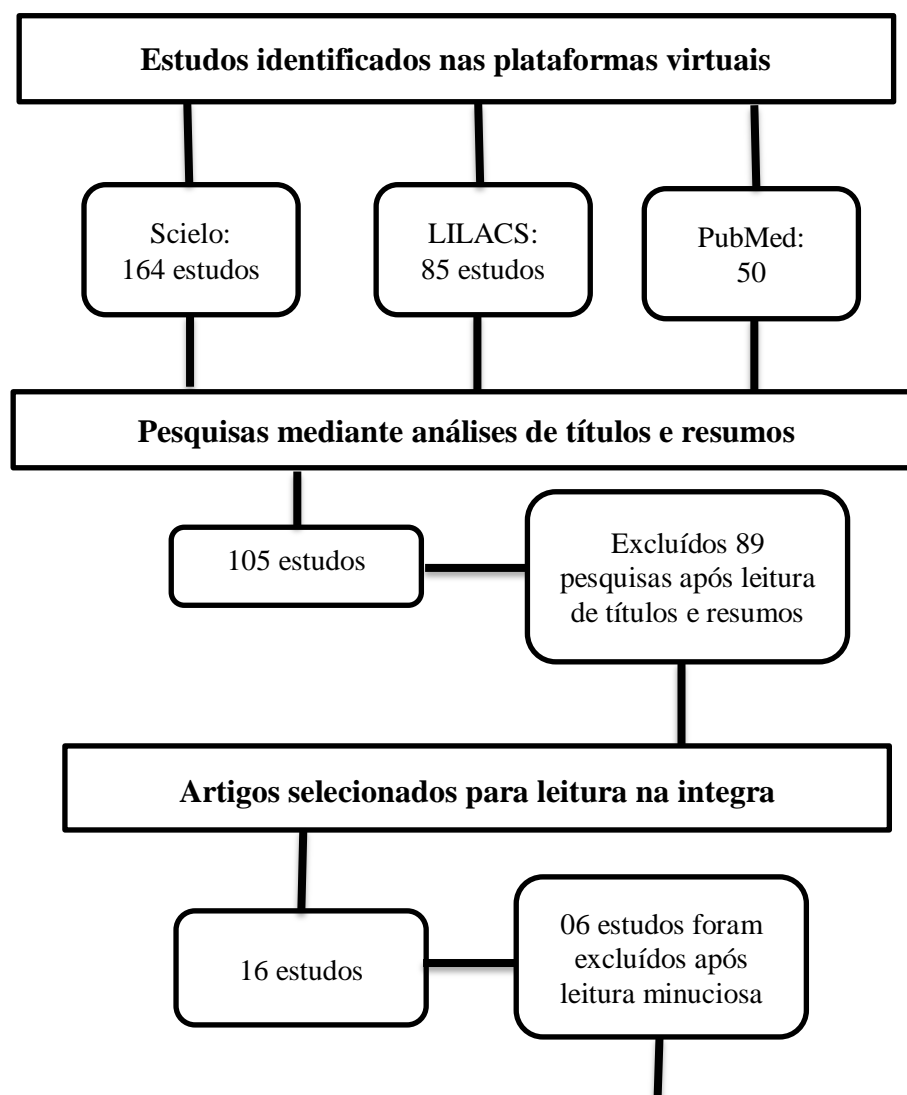 Estudos identificados nas plataformas virtuais
Scielo:
164 estudos
LILACS:
85 estudos
PubMed:
50
Pesquisas mediante análises de títulos e resumos
105 estudos
Excluídos 89
pesquisas após leitura
de títulos e resumos
Artigos selecionados para leitura na integra
16 estudos
06 estudos foram
excluídos após
leitura minuciosa